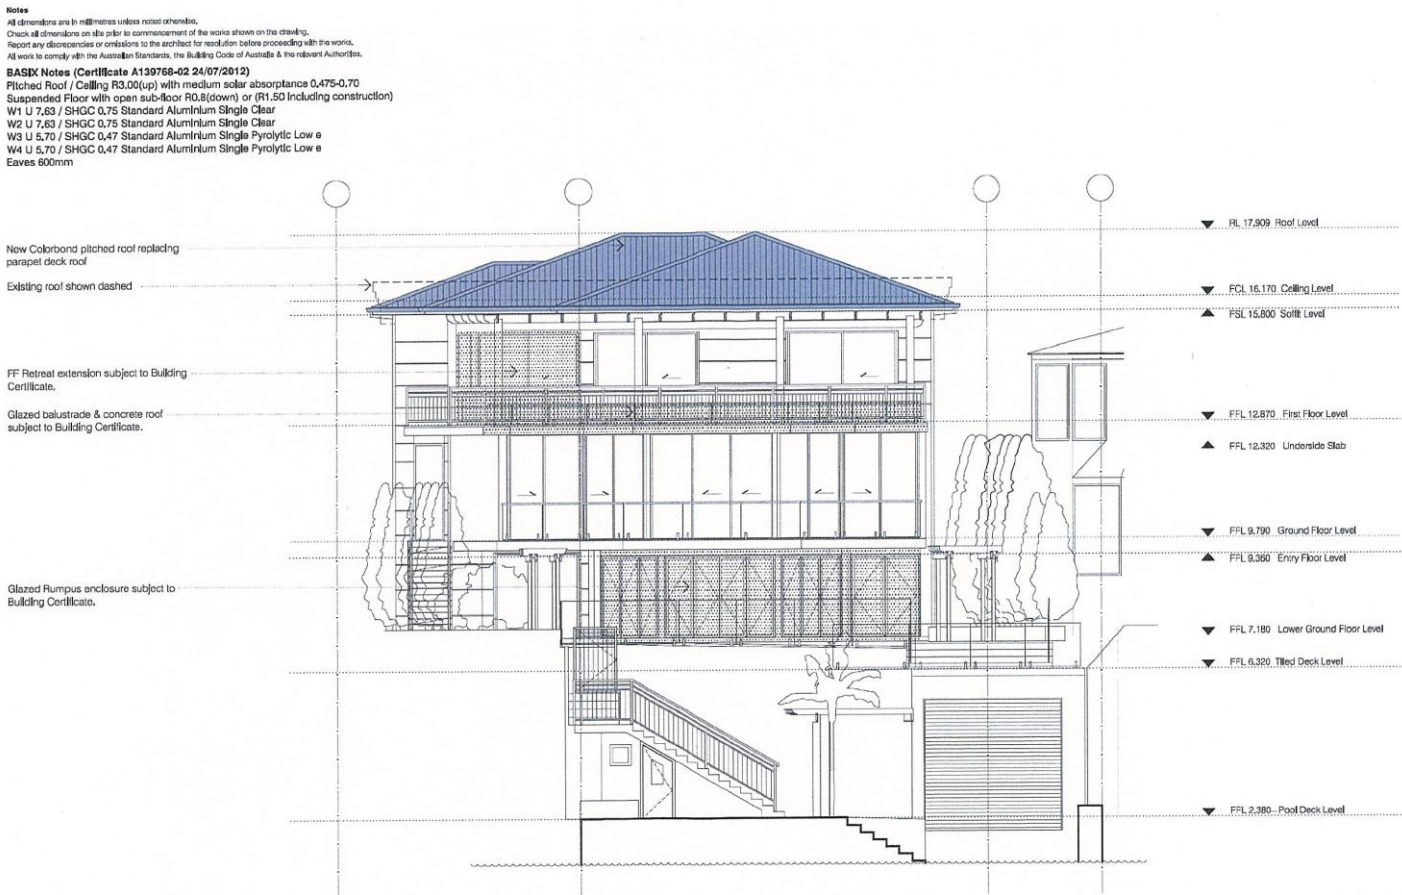 Notes
All dimensions are in millimetres unless noted otherwise.
Check all dimensions on site prior to commencement of the works shown on the drawing.
Report any discrepancies or omissions to the architect for resolution before proceeding with the works.
All work to comply with the Australian Standards, the Building Code of Australia & the relevant Authorities.
BASIX Notes (Certificate A139768-02 24/07/2012)
Pitched Roof / Ceiling R3.00(up) with medium solar absorptance 0.475-0.70
Suspended Floor with open sub-floor R0.8(down) or (R1.50 including construction)
W1 U 7.63 / SHGC 0.75 Standard Aluminium Single Clear
W2 U 7.63 / SHGC 0.75 Standard Aluminium Single Clear
W3 U 5.70 / SHGC 0.47 Standard Aluminium Single Pyrolytic Low e
W4 U 5.70 / SHGC 0.47 Standard Aluminium Single Pyrolytic Low e
Eaves 600mm
New Colorbond pitched roof replacing
parapet deck roof
Existing roof shown dashed
FF Retreat extension subject to Building
Certificate.
Glazed balustrade & concrete roof
subject to Building Certificate.
Glazed Rumpus enclosure subject to
Building Certificate.
RL 17.909 Roof Level
FCL 16.170 Ceiling Level
FSL 15.800 Soffit Level
FFL 12.870 First Floor Level
FFL 12.320 Underside Slab
FFL 9.790 Ground Floor Level
FFL 9.360 Entry Floor Level
FFL 7.180 Lower Ground Floor Level
FFL 6.320 Tiled Deck Level
FFL 2.380 Pool Deck Level